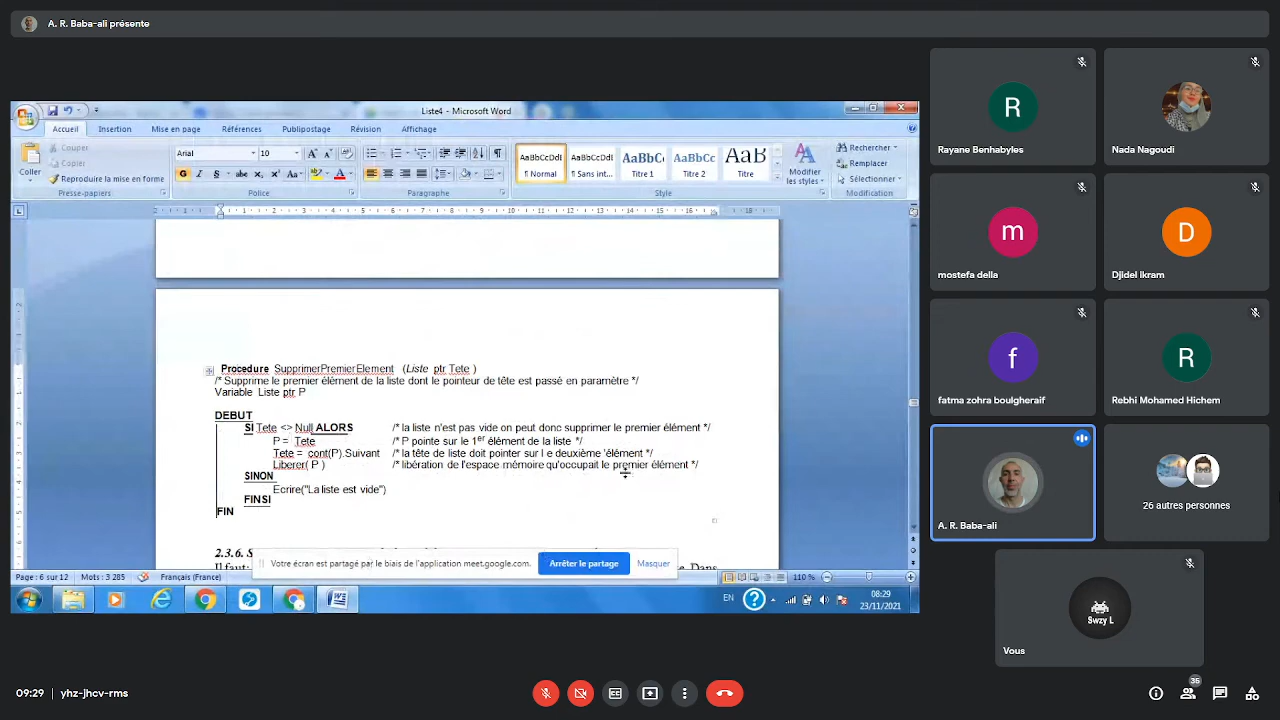 A. R. Baba-ali présente
Liste4 - Microsoft Word
Accueil Insertion Mise en page Références Publipostage Révision Affichage
Coller
Couper
Copier
Reproduire la mise en forme
Presse-papiers
Arial 10
Police
Paragraphe
AaBbCcDdI
¶ Normal
AaBbCcDdI
¶ Sans int...
AaBbC
Titre 1
AaBbCc
Titre 2
AaB
Titre
Modifier les styles
Style
Rechercher
Remplacer
Sélectionner
Modification
Procedure SupprimerPremierElement (Liste ptr Tete )
/* Supprime le premier élément de la liste dont le pointeur de tête est passé en paramètre */
Variable Liste ptr P
DEBUT
SI Tete <> Null ALORS /* la liste n'est pas vide on peut donc supprimer le premier élément */
P = Tete /* P pointe sur le 1er élément de la liste */
Tete = cont(P).Suivant /* la tête de liste doit pointer sur l e deuxième 'élément */
Liberer( P ) /* libération de l'espace mémoire qu'occupait le premier élément */
SINON
Ecrire("La liste est vide")
FINSI
FIN
2.3.6. S
Il faut:
Dans
Votre écran est partagé par le biais de l'application meet.google.com. Arrêter le partage Masquer
Page : 6 sur 12 Mots : 3 285 Français (France) 110 %
EN 08:29
23/11/2021
R
Rayane Benhabyles
Nada Nagoudi
m
mostefa della
D
Djidel Ikram
f
fatma zohra boulgheraif
R
Rebhi Mohamed Hichem
A. R. Baba-ali
26 autres personnes
Swzy L
Vous
09:29 yhz-jhcv-rms
35